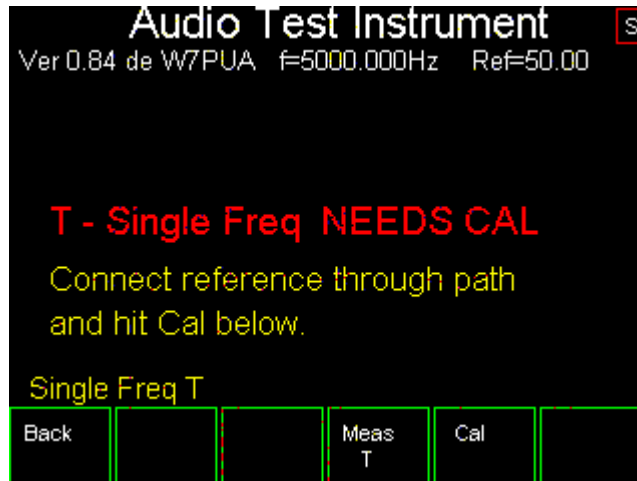 Audio Test Instrument
S
Ver 0.84 de W7PUA f=5000.000Hz Ref=50.00
T - Single Freq NEEDS CAL
Connect reference through path
and hit Cal below.
Single Freq T
Back
Meas
T
Cal